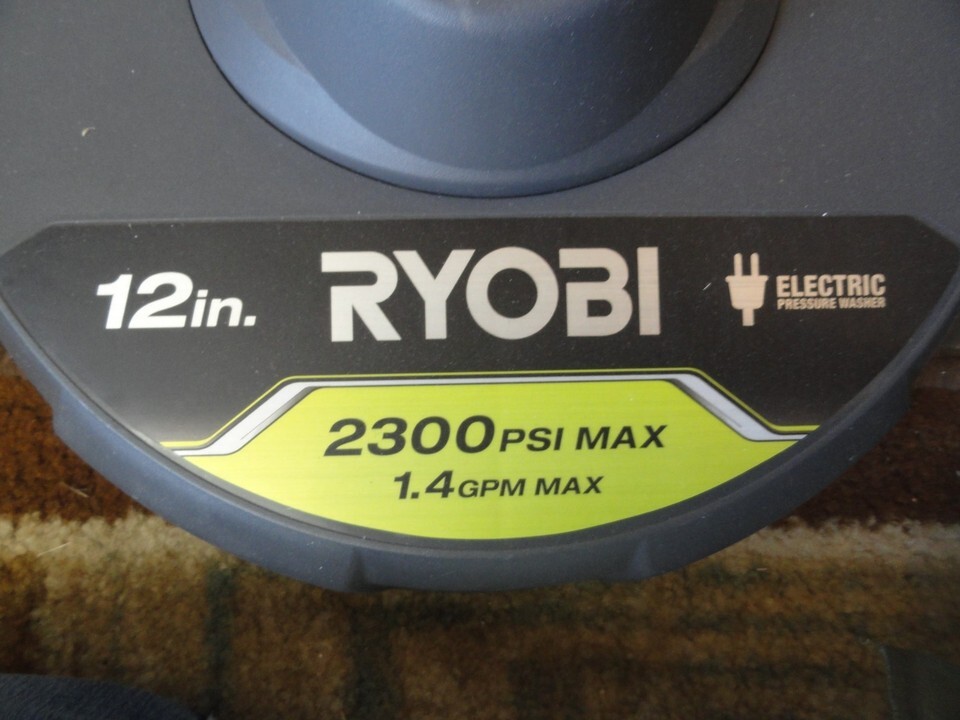 12in.
RYOBI
ELECTRIC
PRESSURE WASHER
2300 PSI MAX
1.4 GPM MAX